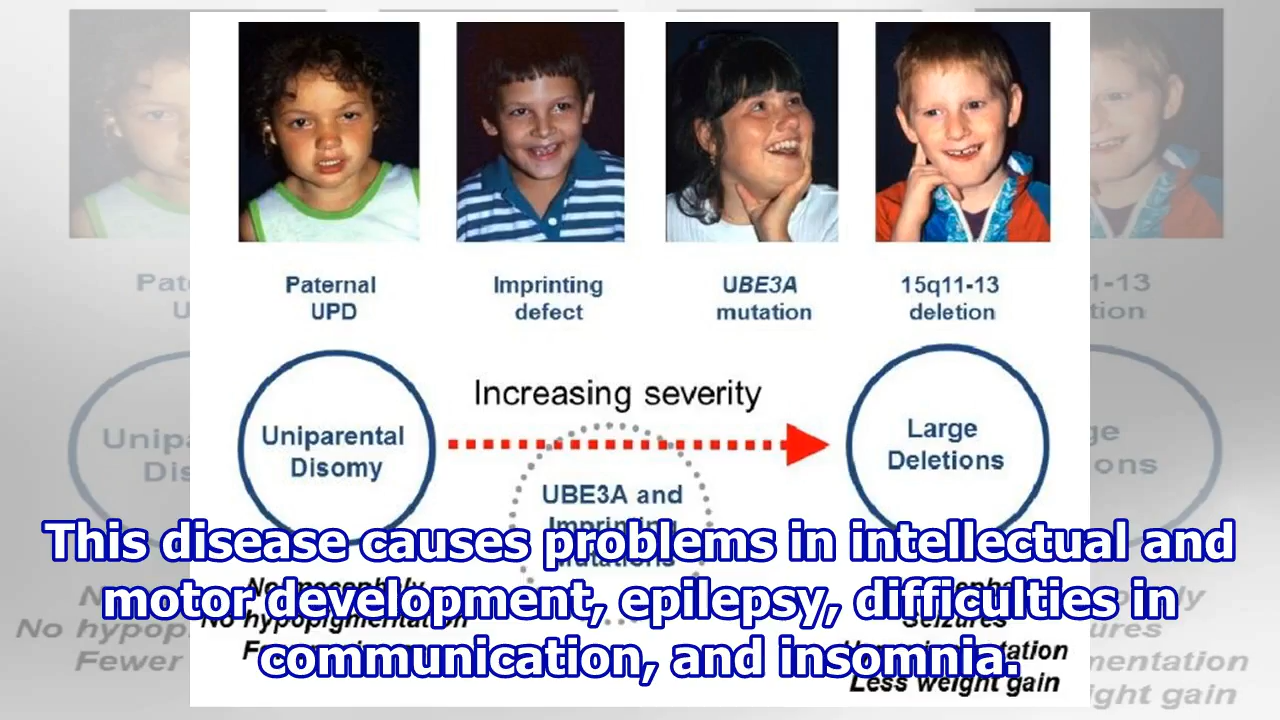 Paternal
UPD
Imprinting
defect
UBE3A
mutation
15q11-13
deletion
Increasing severity
Uniparental
Disomy
Large
Deletions
UBE3A and
Imprinting
Mutations
This disease causes problems in intellectual and
motor development, epilepsy, difficulties in
communication, and insomnia.
No hypopigmentation
Seizures
Less weight gain